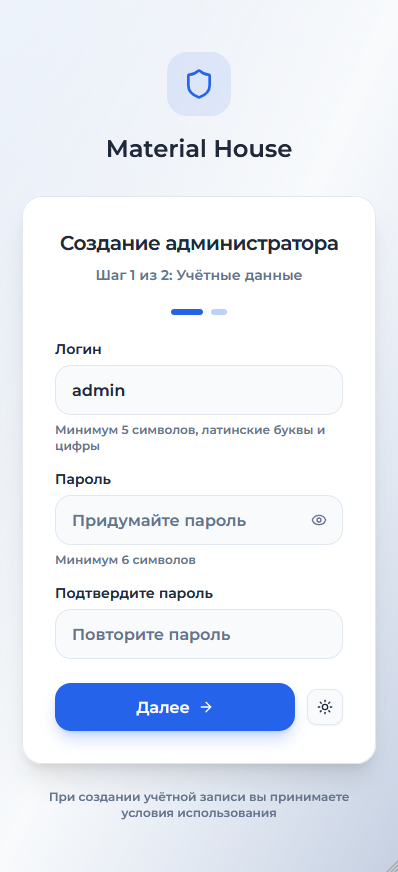 Material House
Создание администратора
Шаг 1 из 2: Учётные данные
Логин
admin
Минимум 5 символов, латинские буквы и
цифры
Пароль
Придумайте пароль
Минимум 6 символов
Подтвердите пароль
Повторите пароль
Далее
При создании учётной записи вы принимаете
условия использования